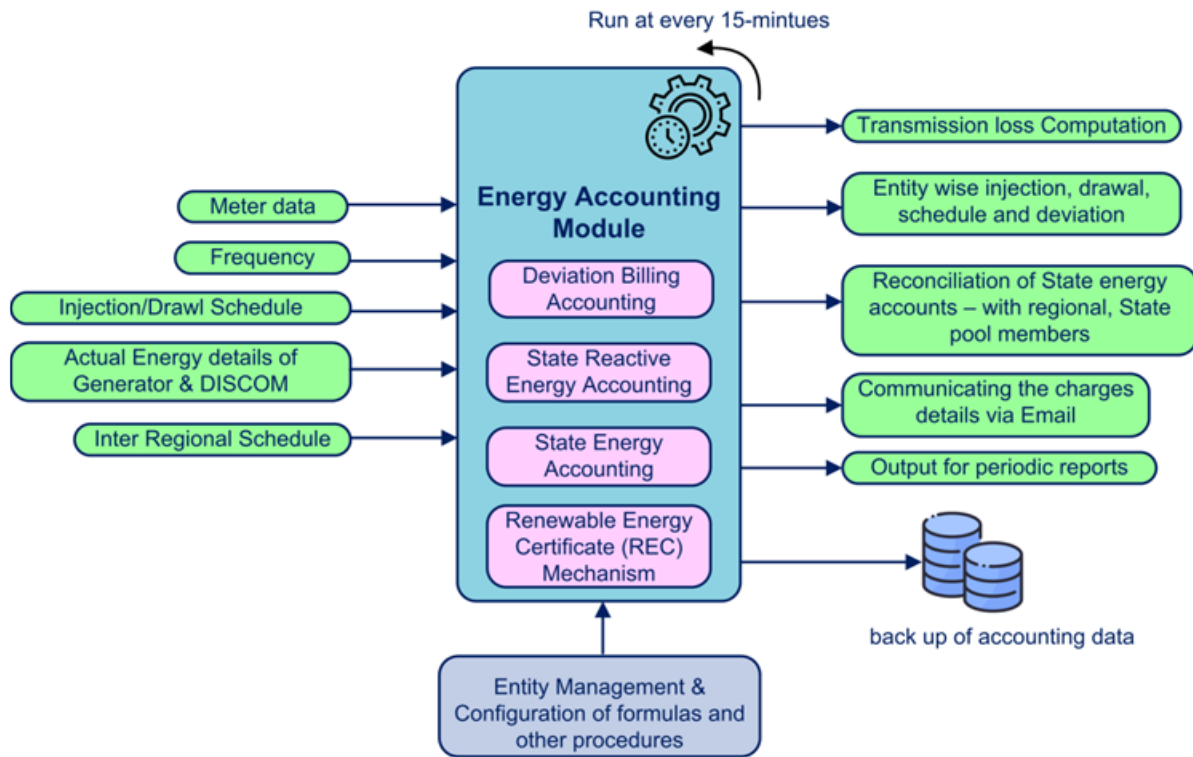 Run at every 15-mintues
Energy Accounting
Module
Meter data
Frequency
Injection/Drawl Schedule
Actual Energy details of
Generator & DISCOM
Inter Regional Schedule
Deviation Billing
Accounting
State Reactive
Energy Accounting
State Energy
Accounting
Renewable Energy
Certificate (REC)
Mechanism
Transmission loss Computation
Entity wise injection, drawal,
schedule and deviation
Reconciliation of State energy
accounts – with regional, State
pool members
Communicating the charges
details via Email
Output for periodic reports
back up of accounting data
Entity Management &
Configuration of formulas and
other procedures